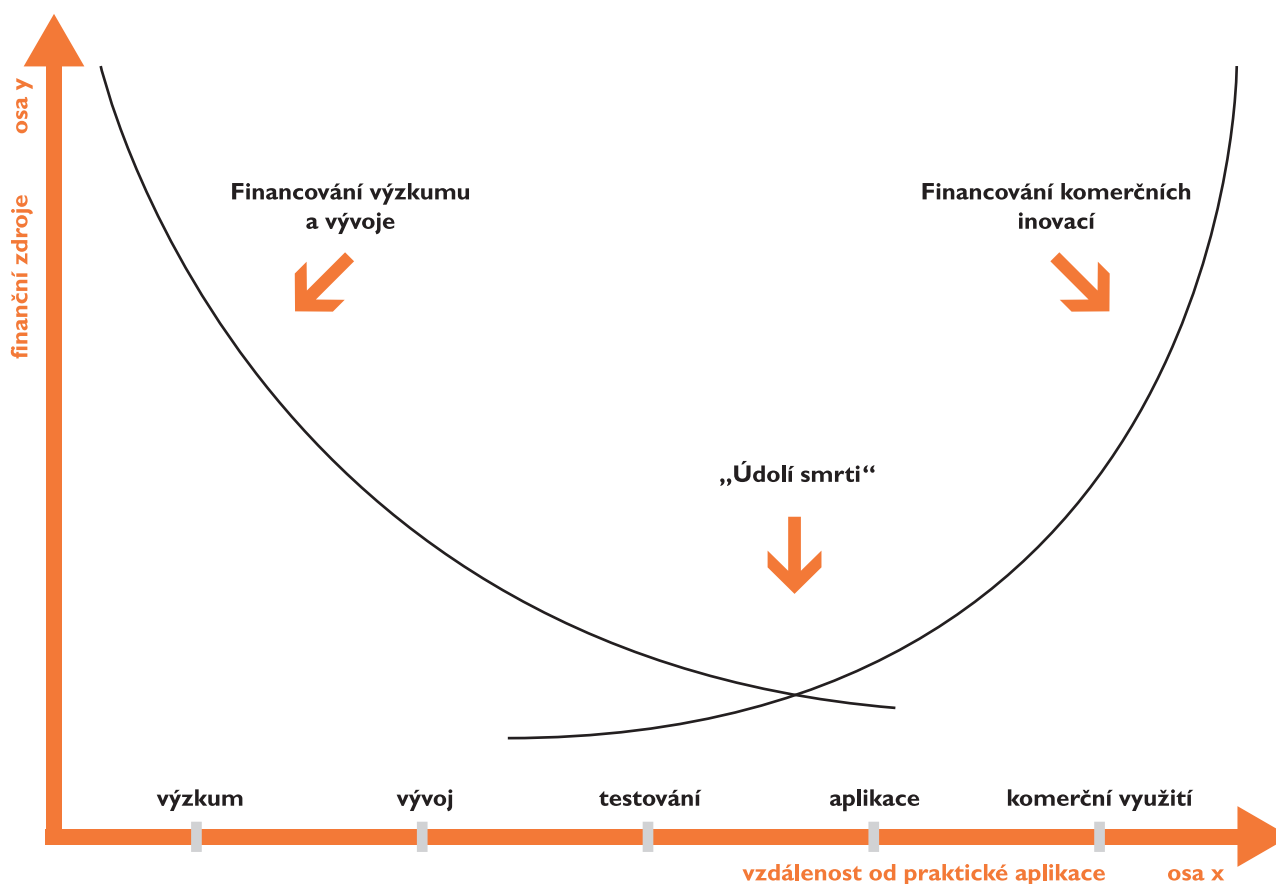 osa y
finanční zdroje
Financování výzkumu
a vývoje
Financování komerčních
inovací
„Údolí smrti“
výzkum
vývoj
testování
aplikace
komerční využití
vzdálenost od praktické aplikace
osa x